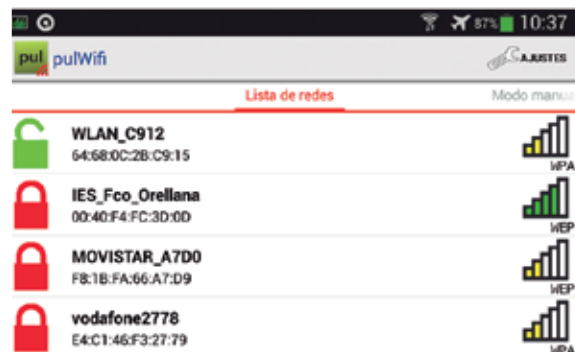 87% 10:37
pul pulWifi AJUSTES
Lista de redes Modo manua
WLAN_C912
64:68:0C:2B:C9:15
WPA
IES_Fco_Orellana
00:40:F4:FC:3D:0D
WEP
MOVISTAR_A7D0
F8:1B:FA:66:A7:D9
WEP
vodafone2778
E4:C1:46:F3:27:79
WPA